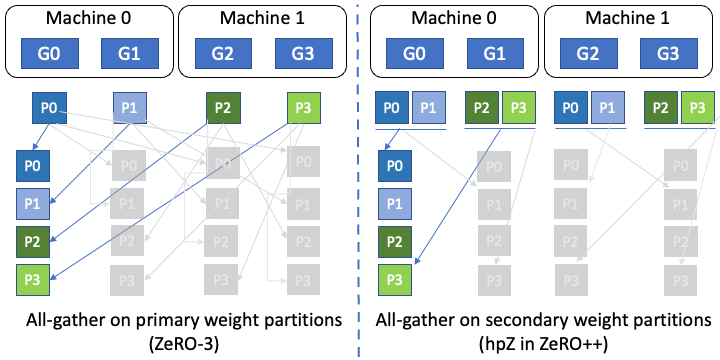 Machine 0 Machine 1 Machine 0 Machine 1
G0 G1 G2 G3 G0 G1 G2 G3
P0 P1 P2 P3 P0 P1 P2 P3 P0 P1 P2 P3
P0 P0 P0 P0 P0 P0 P0 P0
P1 P1 P1 P1 P1 P1 P1 P1
P2 P2 P2 P2 P2 P2 P2 P2
P3 P3 P3 P3 P3 P3 P3 P3
All-gather on primary weight partitions
(ZeRO-3)
All-gather on secondary weight partitions
(hpZ in ZeRO++)